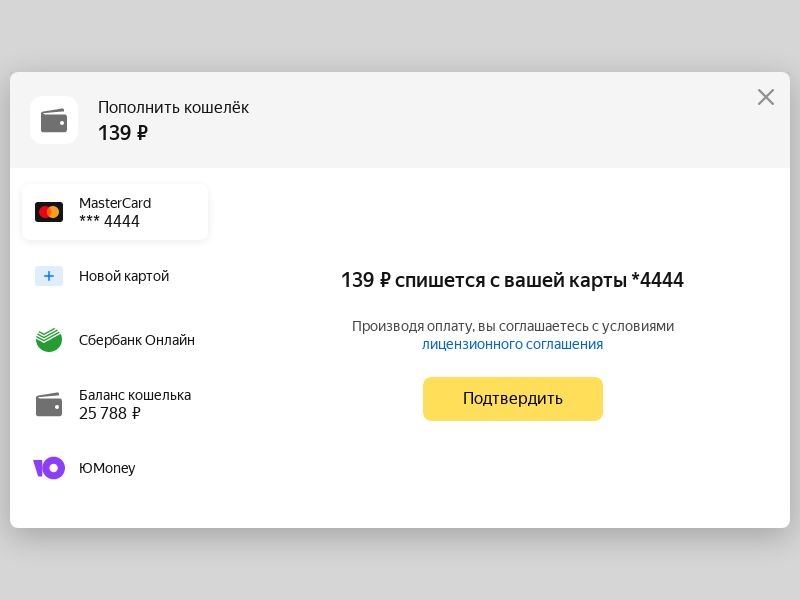 Пополнить кошелёк
139 ₽
MasterCard
*** 4444
Новой картой
Сбербанк Онлайн
Баланс кошелька
25 788 ₽
ЮMoney
139 ₽ спишется с вашей карты *4444
Производя оплату, вы соглашаетесь с условиями
лицензионного соглашения
Подтвердить